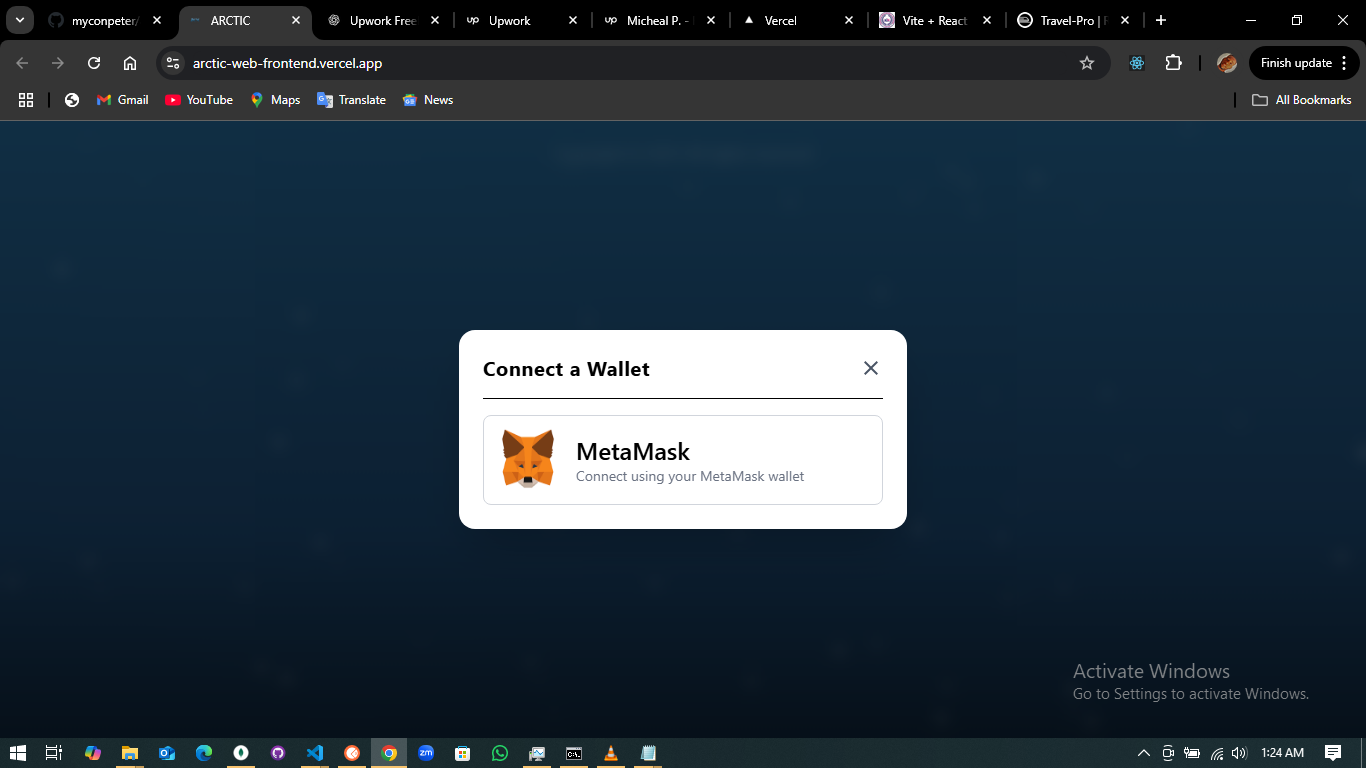 myconpeter/
ARCTIC
Upwork Free
Upwork
Micheal P. -
Vercel
Vite + React
Travel-Pro |
arctic-web-frontend.vercel.app
Finish update
Gmail
YouTube
Maps
Translate
News
All Bookmarks
Connect a Wallet
MetaMask
Connect using your MetaMask wallet
Activate Windows
Go to Settings to activate Windows.
1:24 AM